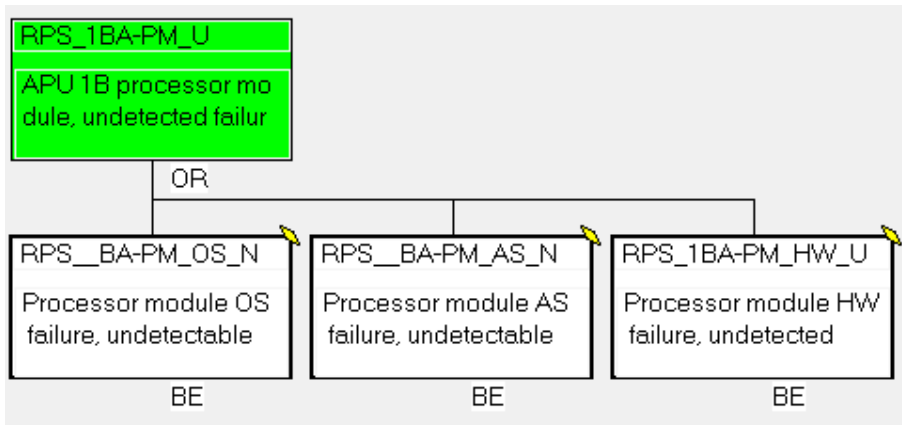 RPS_1BA-PM_U
APU 1B processor mo
dule, undetected failur
OR
RPS__BA-PM_OS_N
Processor module OS
failure, undetectable
BE
RPS__BA-PM_AS_N
Processor module AS
failure, undetectable
BE
RPS_1BA-PM_HW_U
Processor module HW
failure, undetected
BE